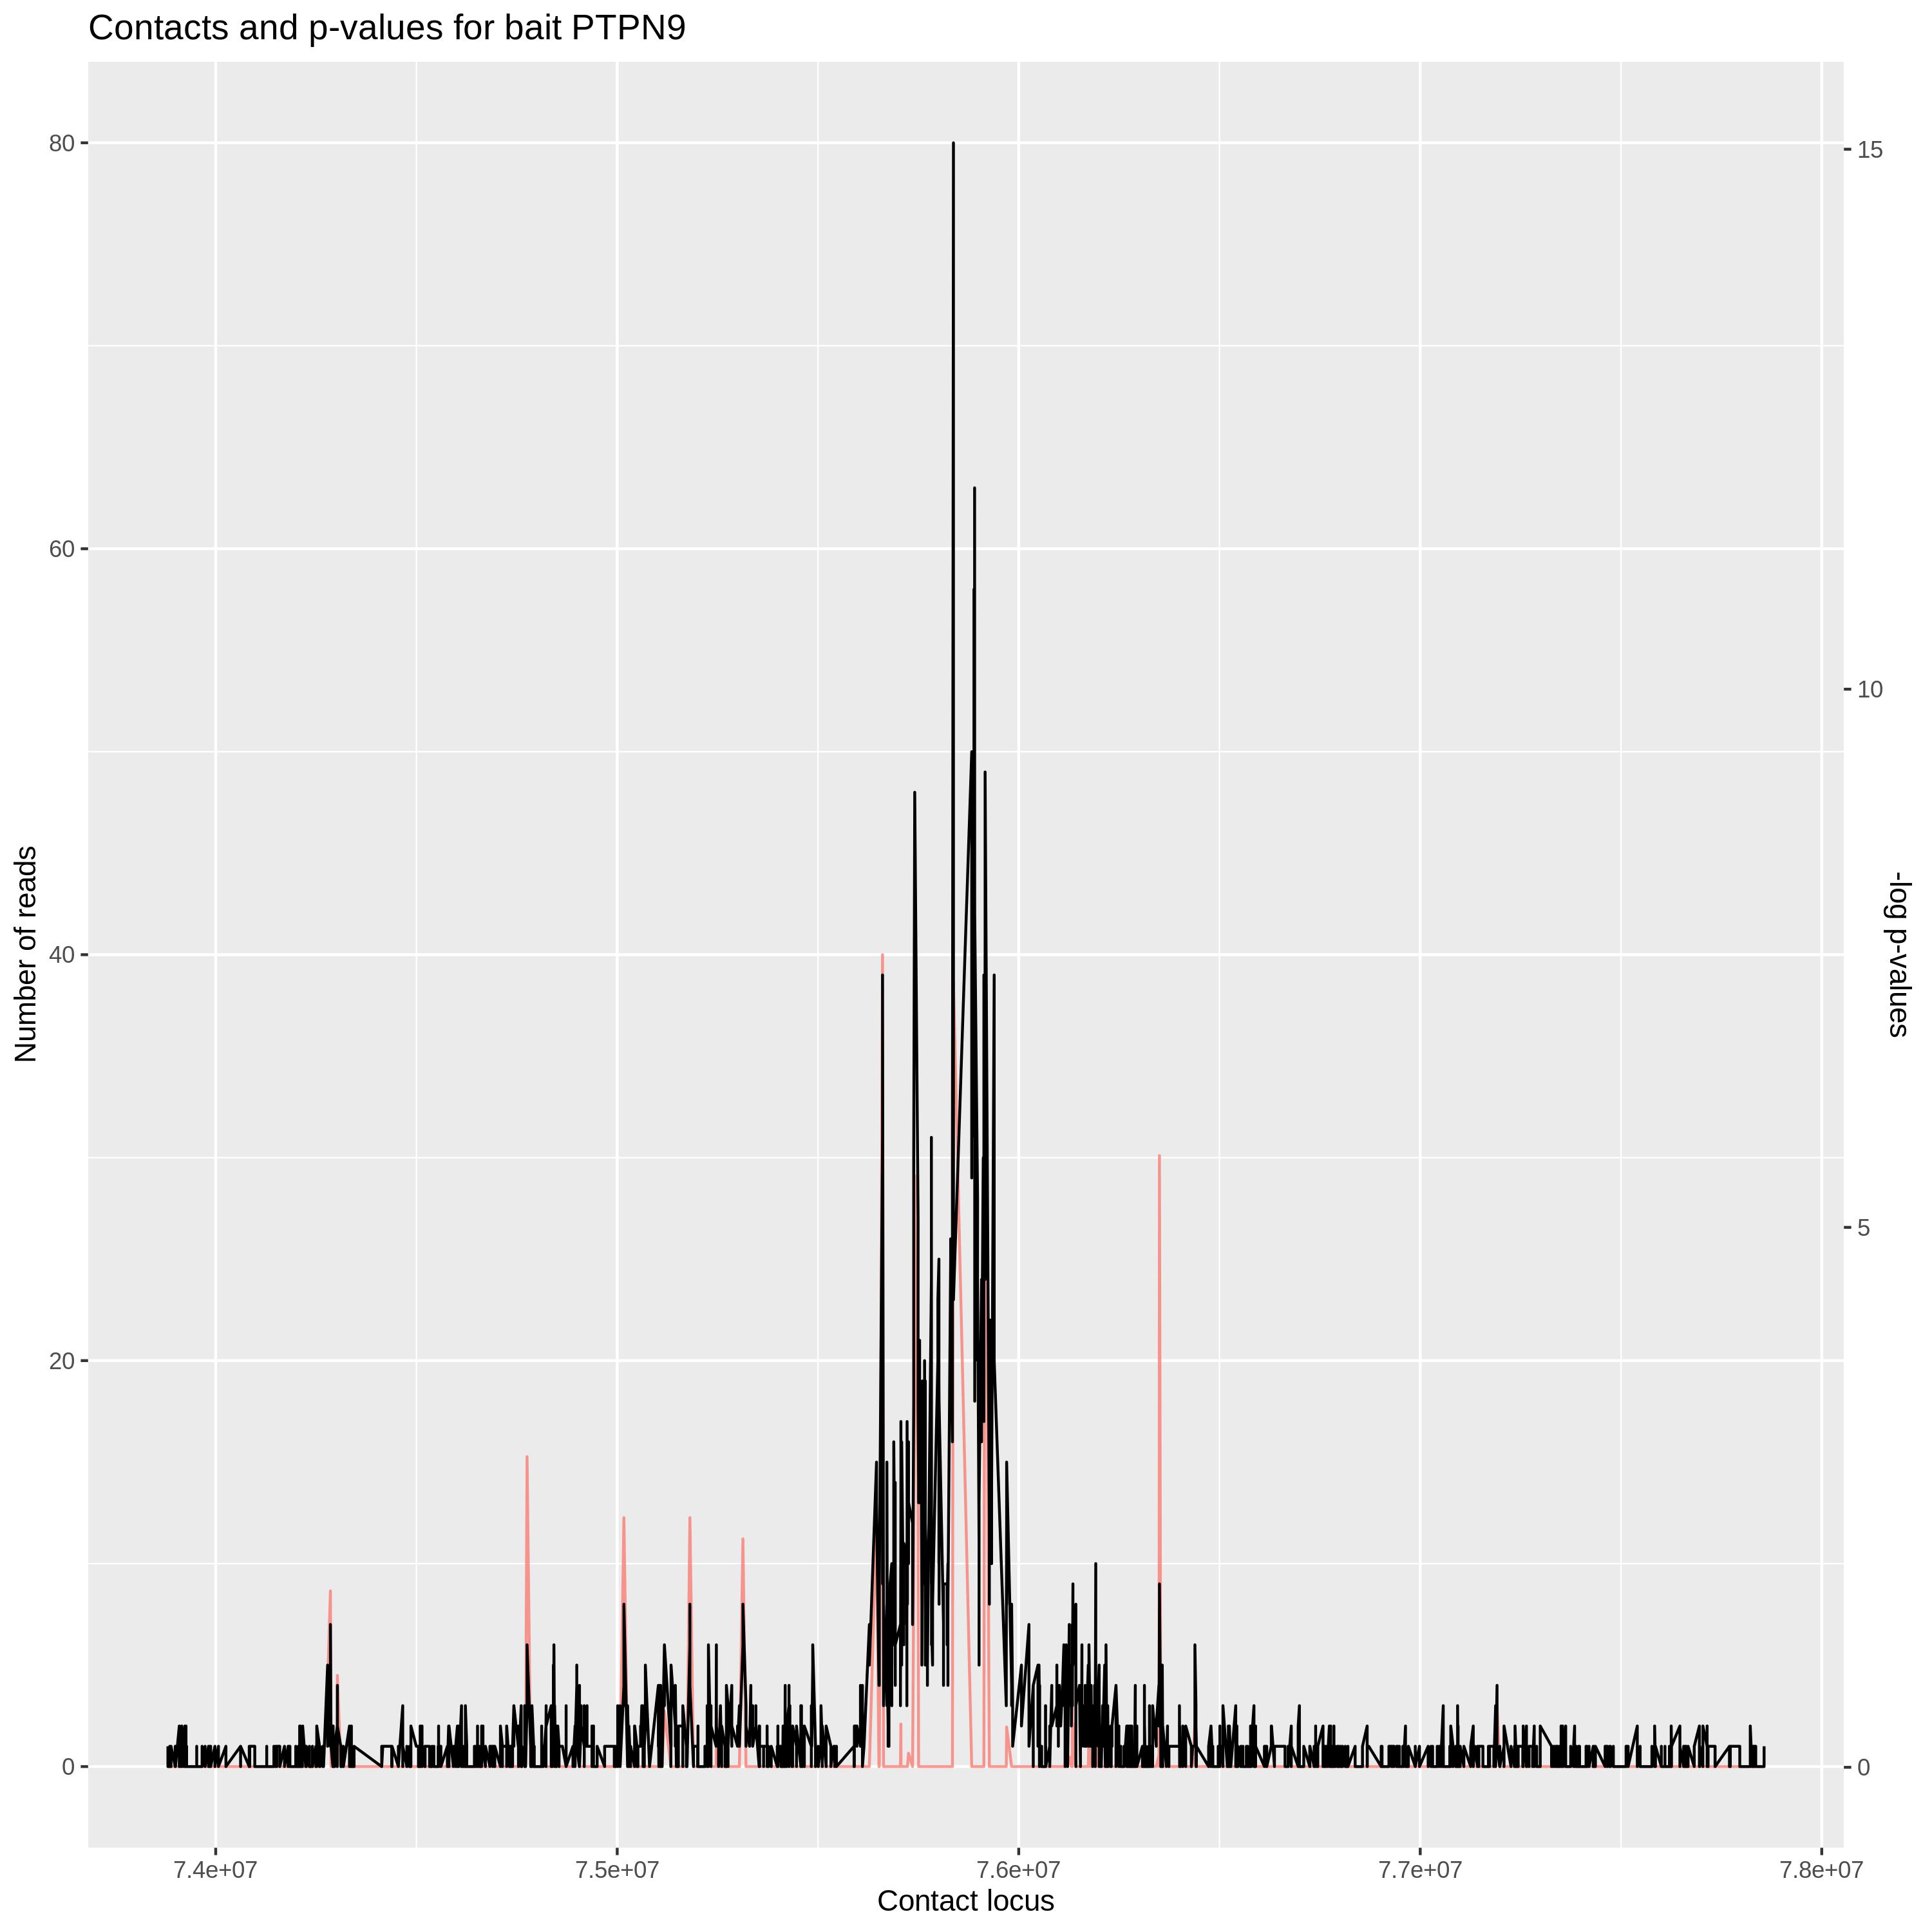 Contacts and p-values for bait PTPN9
80
60
40
20
0
15
10
5
0
Number of reads
-log p-values
7.4e+07 7.5e+07 7.6e+07 7.7e+07 7.8e+07
Contact locus